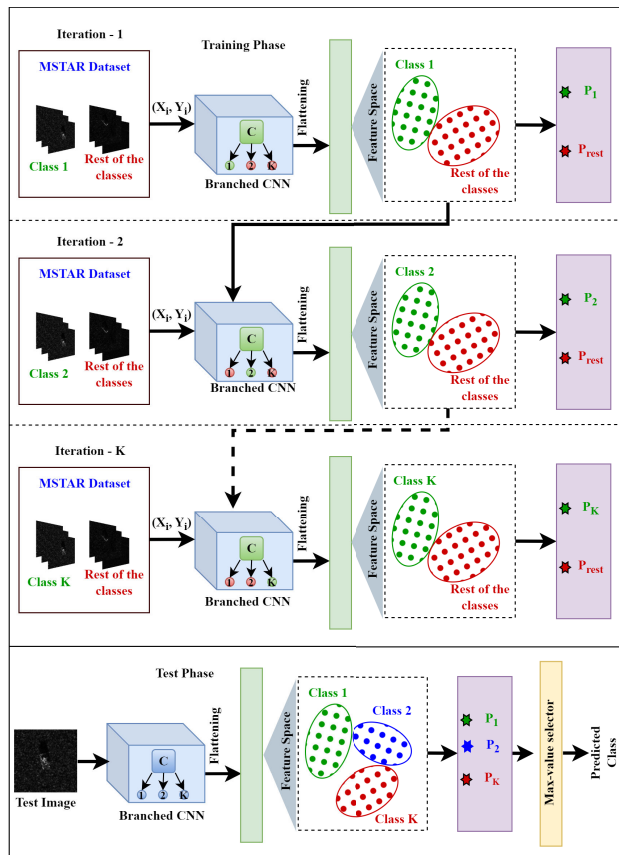 Iteration - 1
Training Phase
MSTAR Dataset
Class 1
Rest of the
classes
(Xi, Yi)
C
1 2 K
Branched CNN
Flattening
Feature Space
Class 1
Rest of the
classes
P1
Prest
Iteration - 2
MSTAR Dataset
Class 2
Rest of the
classes
(Xi, Yi)
C
1 2 K
Branched CNN
Flattening
Feature Space
Class 2
Rest of the
classes
P2
Prest
Iteration - K
MSTAR Dataset
Class K
Rest of the
classes
(Xi, Yi)
C
1 2 K
Branched CNN
Flattening
Feature Space
Class K
Rest of the
classes
PK
Prest
Test Phase
Test Image
C
1 2 K
Branched CNN
Flattening
Feature Space
Class 1
Class 2
Class K
P1
P2
PK
Max-value selector
Predicted
Class